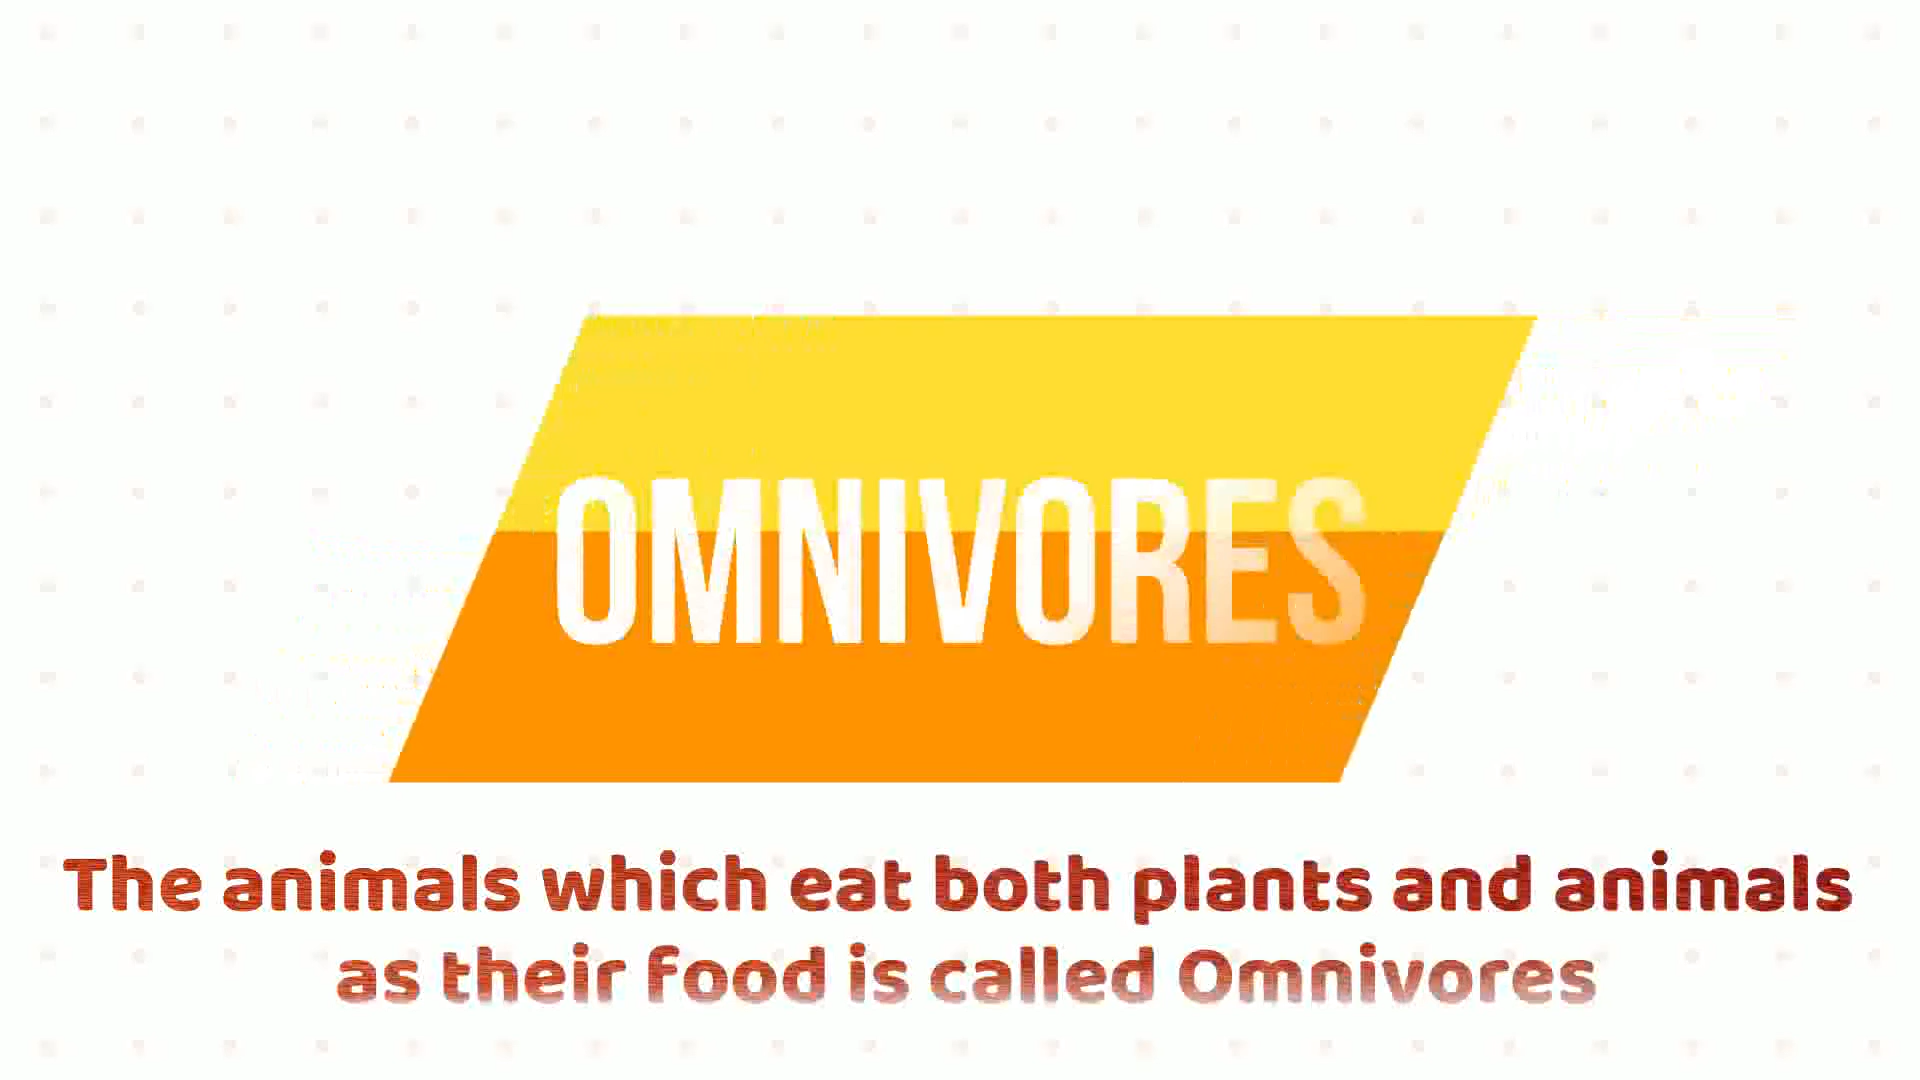 OMNIVORES
The animals which eat both plants and animals
as their food is called Omnivores